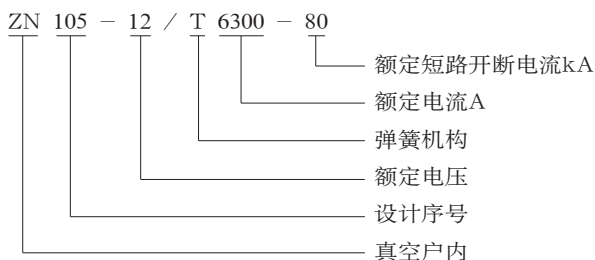 ZN 105 - 12 / T 6300 - 80
额定短路开断电流kA
额定电流A
弹簧机构
额定电压
设计序号
真空户内